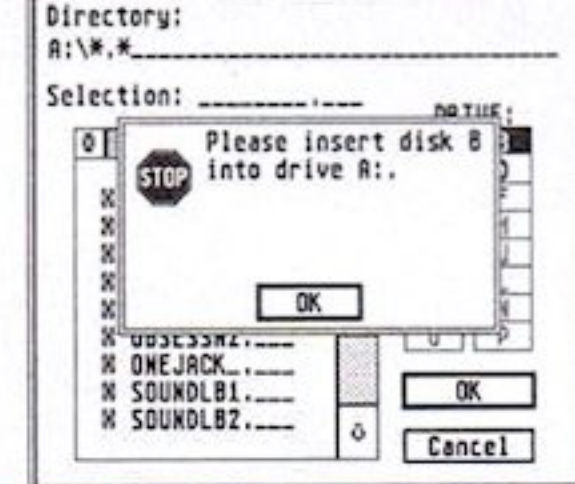 Directory:
A:\*.*_______________________________
Selection: ________.___
DRIVE:
Please insert disk B
STOP
into drive A:.
OK
OBSESSN2.___
ONEJACK_.___
SOUNDLB1.___
SOUNDLB2.___
OK
Cancel